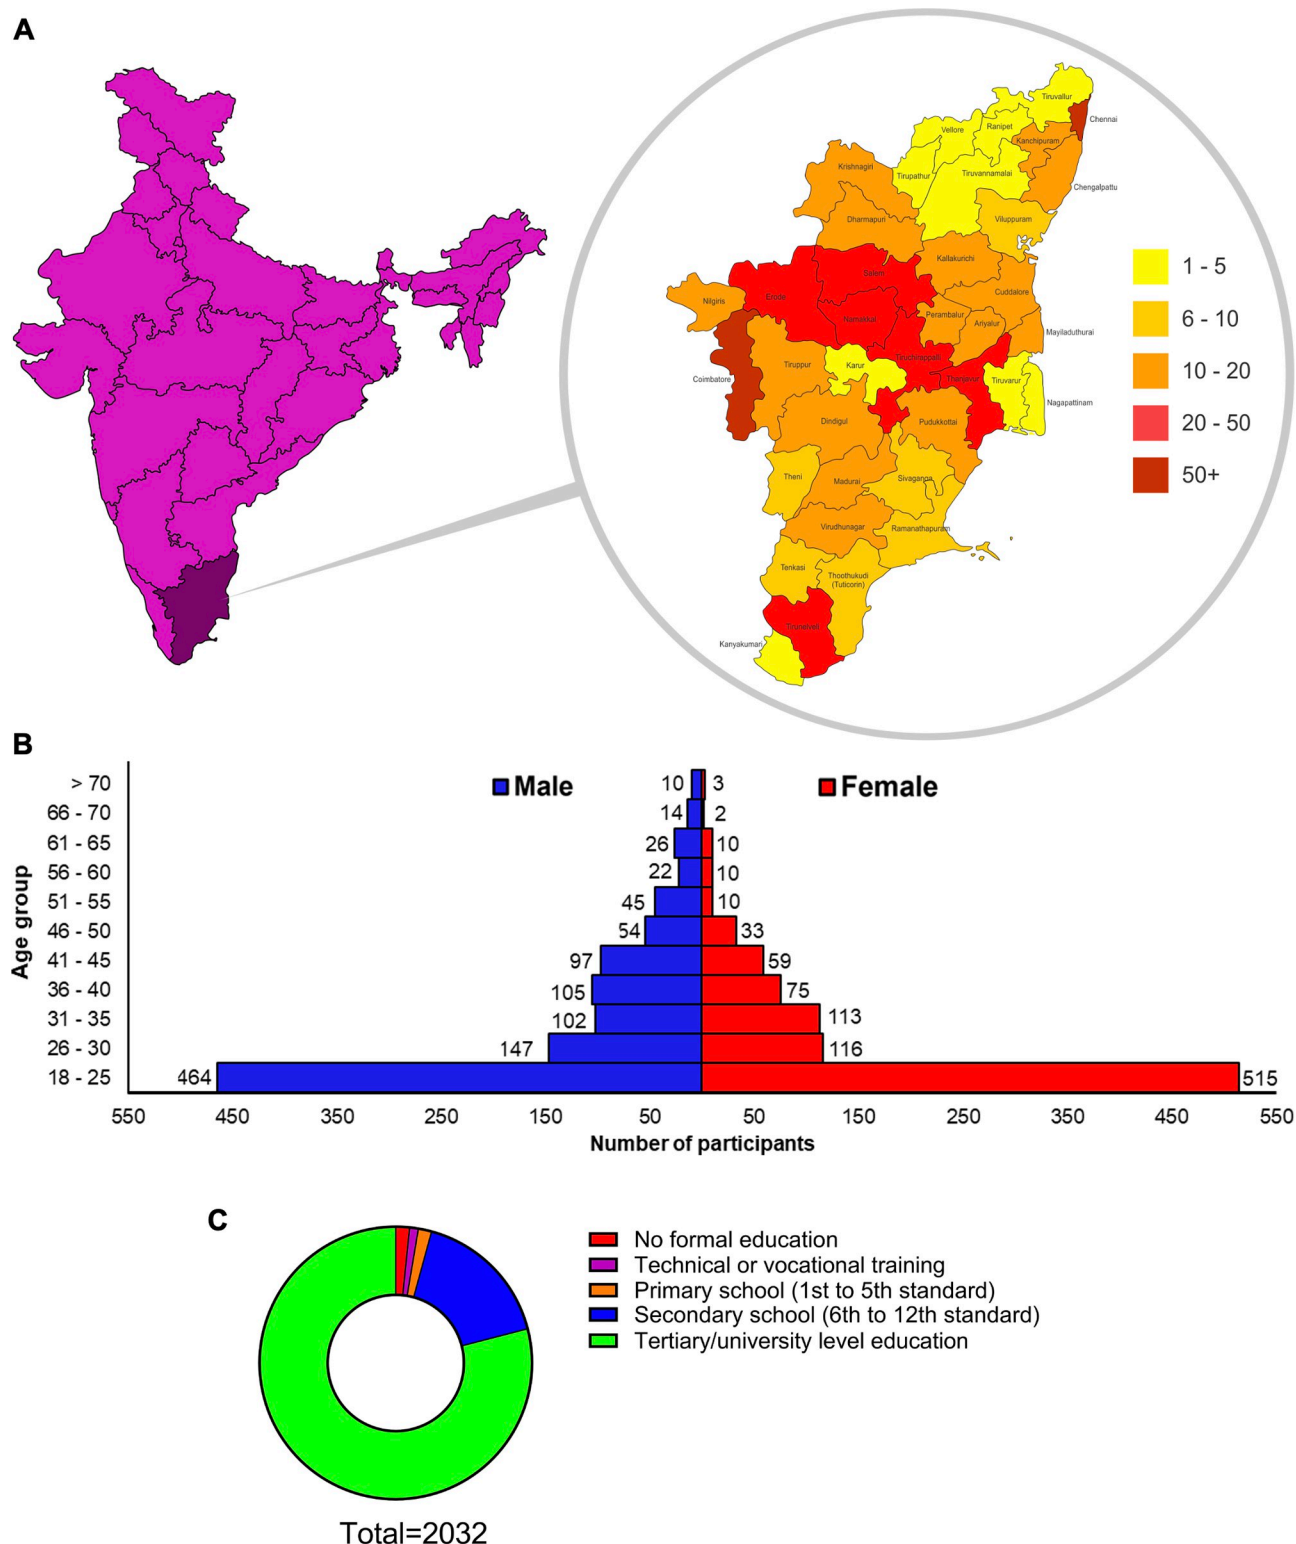 A
Tiruvallur
Chennai
Vellore
Ranipet
Kanchipuram
Krishnagiri
Tirupathur
Tiruvannamalai
Chengalpattu
Dharmapuri
Viluppuram
Kallakurichi
Salem
Cuddalore
Erode
Nilgiris
Namakkal
Perambalur
Ariyalur
Mayiladuthurai
Tiruchirappalli
Tiruppur
Karur
Coimbatore
Thanjavur
Tiruvarur
Nagapattinam
Dindigul
Pudukkottai
Theni
Madurai
Sivaganga
Virudhunagar
Ramanathapuram
Tenkasi
Thoothukudi
(Tuticorin)
Tirunelveli
Kanyakumari
1 - 5
6 - 10
10 - 20
20 - 50
50+
B
Male
Female
Age group
> 70 10 3
66 - 70 14 2
61 - 65 26 10
56 - 60 22 10
51 - 55 45 10
46 - 50 54 33
41 - 45 97 59
36 - 40 105 75
31 - 35 102 113
26 - 30 147 116
18 - 25 464 515
550 450 350 250 150 50 50 150 250 350 450 550
Number of participants
C
No formal education
Technical or vocational training
Primary school (1st to 5th standard)
Secondary school (6th to 12th standard)
Tertiary/university level education
Total=2032